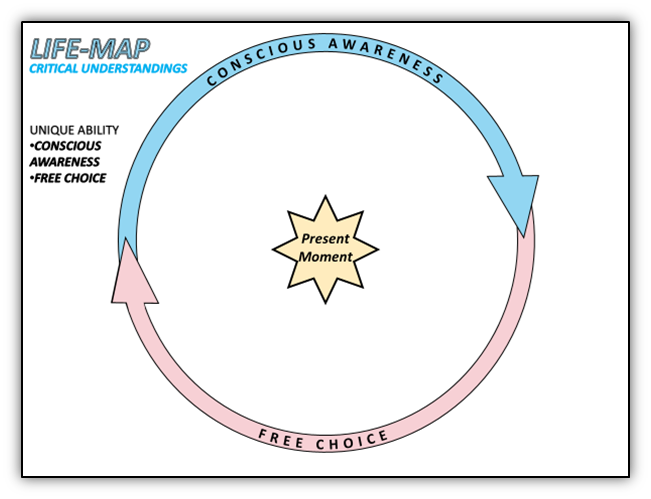 LIFE-MAP
CRITICAL UNDERSTANDINGS
UNIQUE ABILITY
•CONSCIOUS
AWARENESS
•FREE CHOICE
CONSCIOUS AWARENESS
Present
Moment
FREE CHOICE